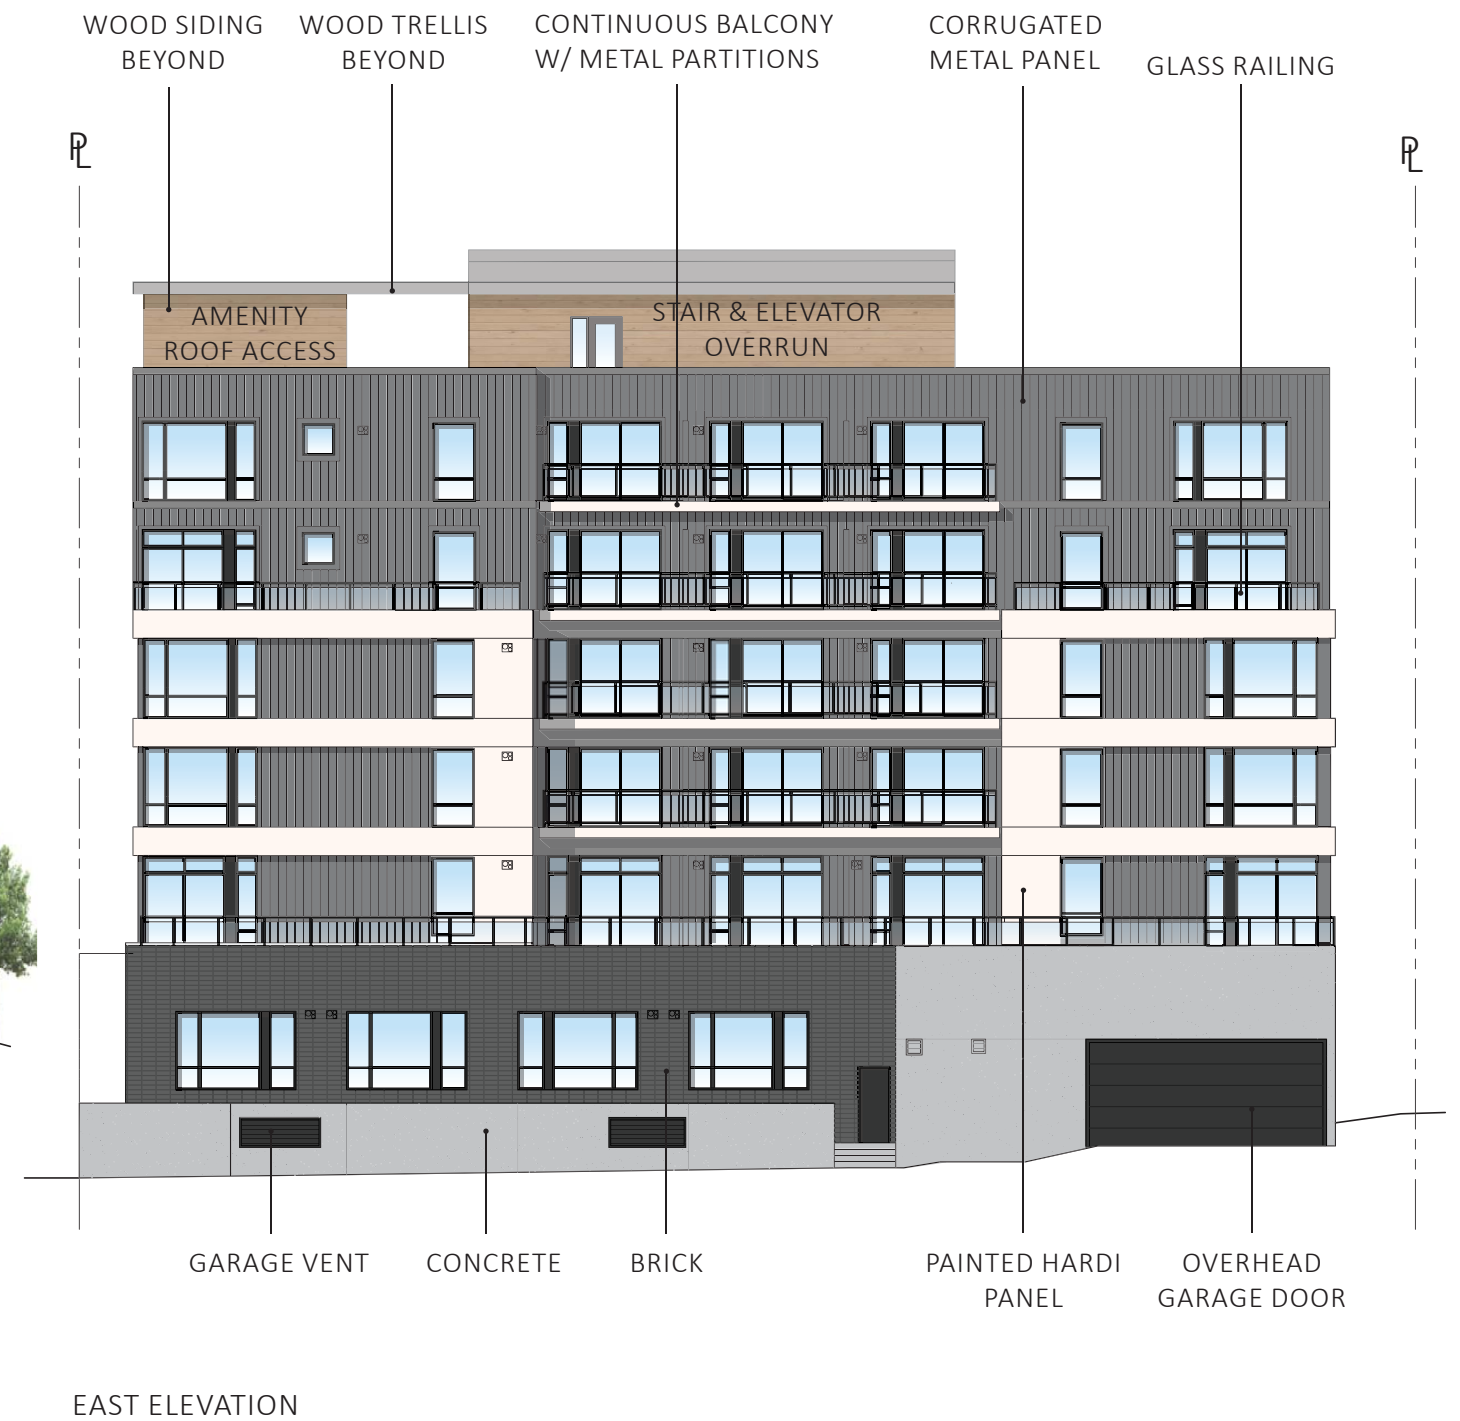 WOOD SIDING
BEYOND
WOOD TRELLIS
BEYOND
CONTINUOUS BALCONY
W/ METAL PARTITIONS
CORRUGATED
METAL PANEL
GLASS RAILING
PL
PL
AMENITY
ROOF ACCESS
STAIR & ELEVATOR
OVERRUN
GARAGE VENT
CONCRETE
BRICK
PAINTED HARDI
PANEL
OVERHEAD
GARAGE DOOR
EAST ELEVATION